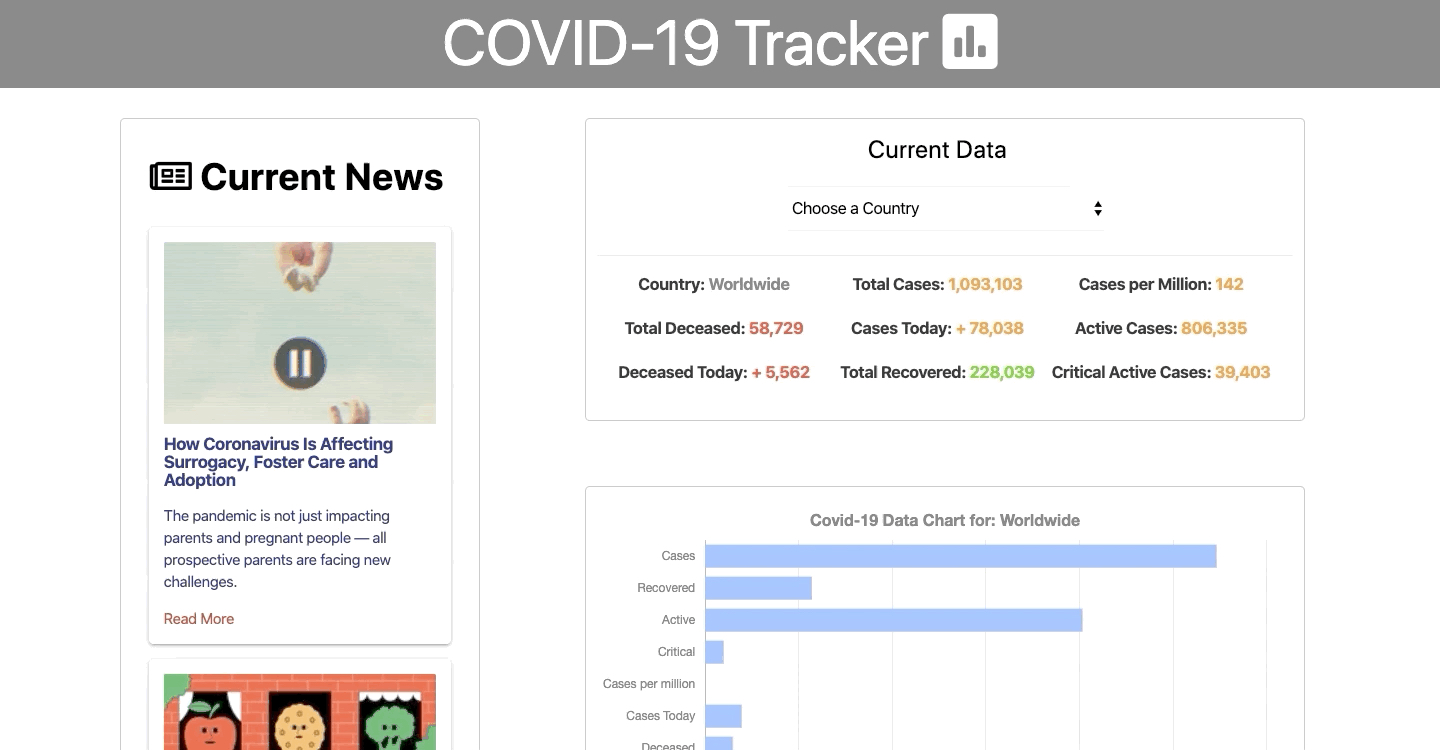 COVID-19 Tracker
Current News
How Coronavirus Is Affecting
Surrogacy, Foster Care and
Adoption
The pandemic is not just impacting
parents and pregnant people — all
prospective parents are facing new
challenges.
Read More
Current Data
Choose a Country
Country: Worldwide
Total Cases: 1,093,103
Cases per Million: 142
Total Deceased: 58,729
Cases Today: + 78,038
Active Cases: 806,335
Deceased Today: + 5,562
Total Recovered: 228,039
Critical Active Cases: 39,403
Covid-19 Data Chart for: Worldwide
Cases
Recovered
Active
Critical
Cases per million
Cases Today
Deceased